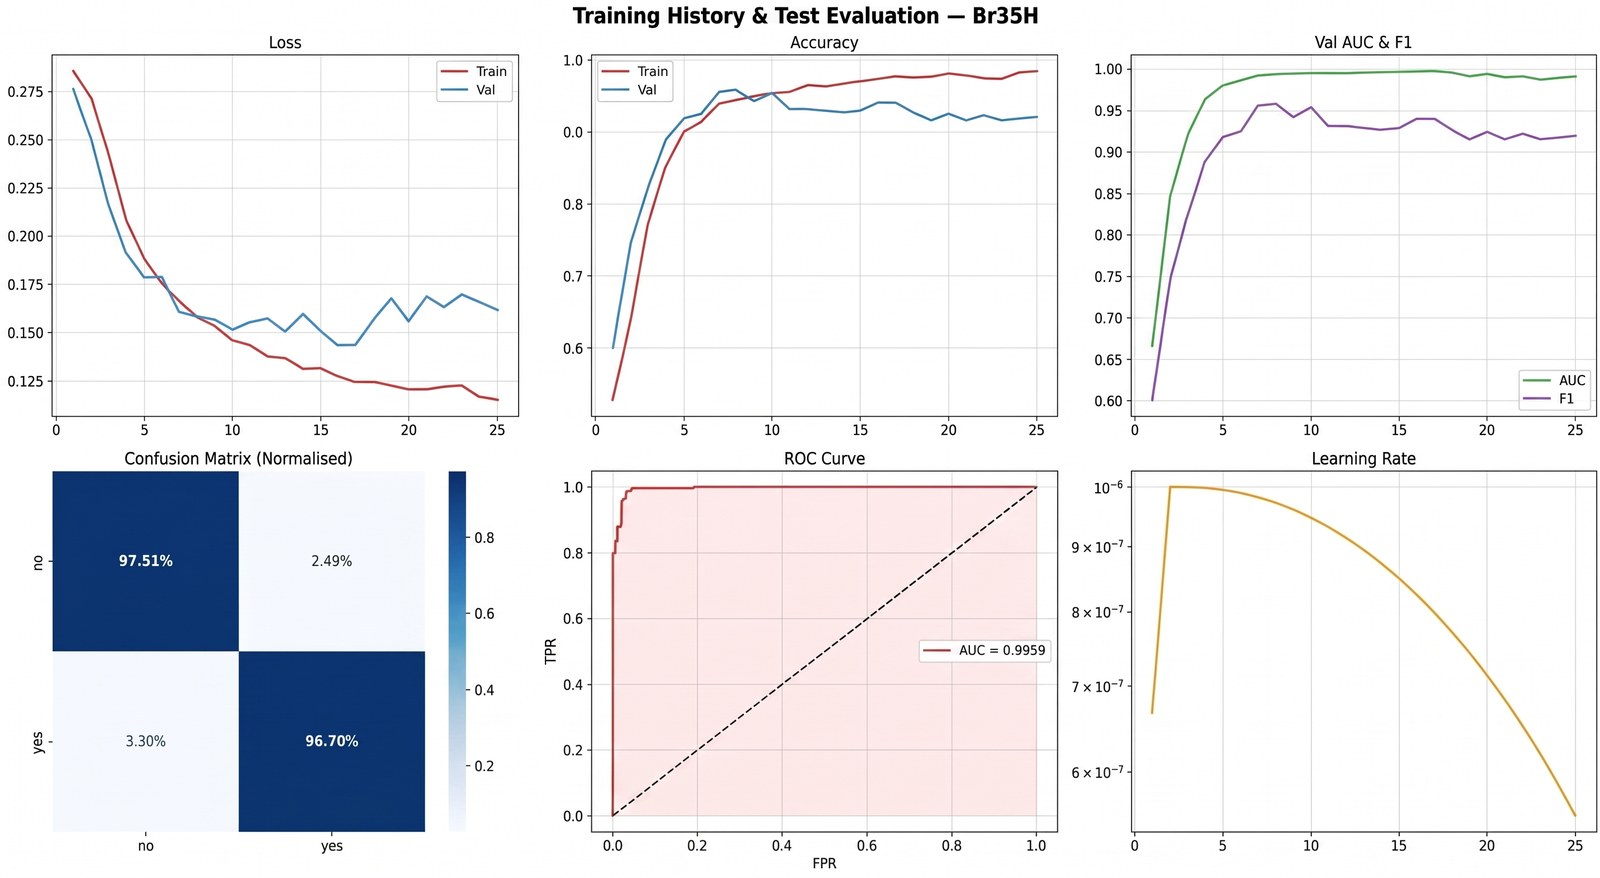 Training History & Test Evaluation — Br35H
Loss
Train
Val
0.275
0.250
0.225
0.200
0.175
0.150
0.125
0 5 10 15 20 25
Accuracy
Train
Val
1.0
0.0
0.8
0.7
0.6
0 5 10 15 20 25
Val AUC & F1
1.00
0.95
0.90
0.85
0.80
0.75
0.70
0.65
0.60
AUC
F1
0 5 10 15 20 25
Confusion Matrix (Normalised)
no
97.51% 2.49%
yes
3.30% 96.70%
no yes
0.8
0.6
0.4
0.2
ROC Curve
TPR
1.0
0.8
0.6
0.4
0.2
0.0
AUC = 0.9959
0.0 0.2 0.4 0.6 0.8 1.0
FPR
Learning Rate
10⁻⁶
9×10⁻⁷
8×10⁻⁷
7×10⁻⁷
6×10⁻⁷
0 5 10 15 20 25